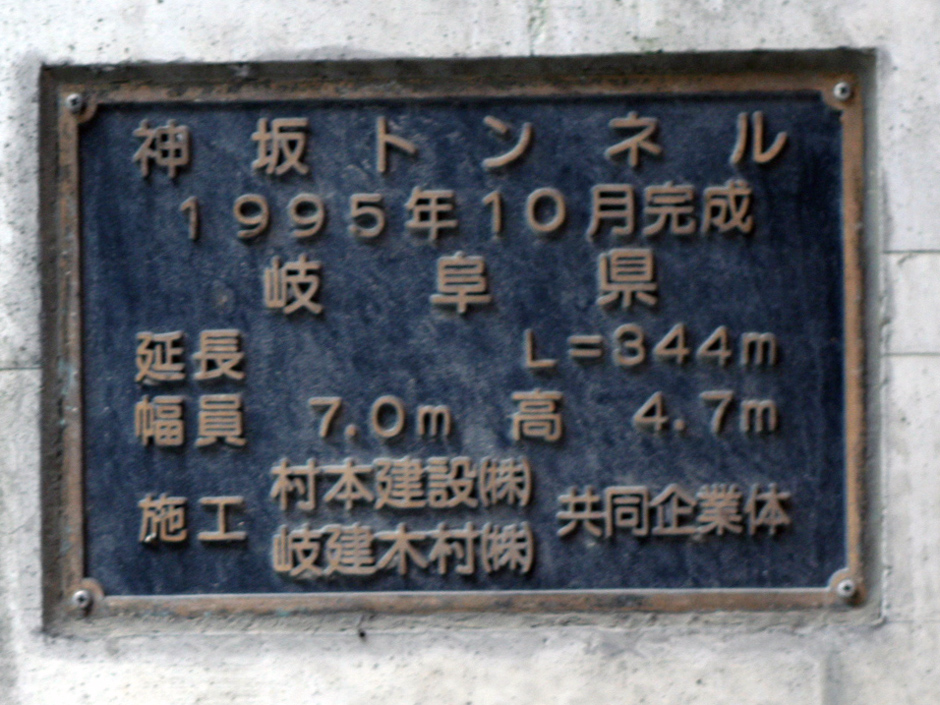 神坂トンネル
1995年10月完成
岐阜県
延長 L=344m
幅員 7.0m 高 4.7m
施工 村本建設㈱ 共同企業体
岐建木村㈱